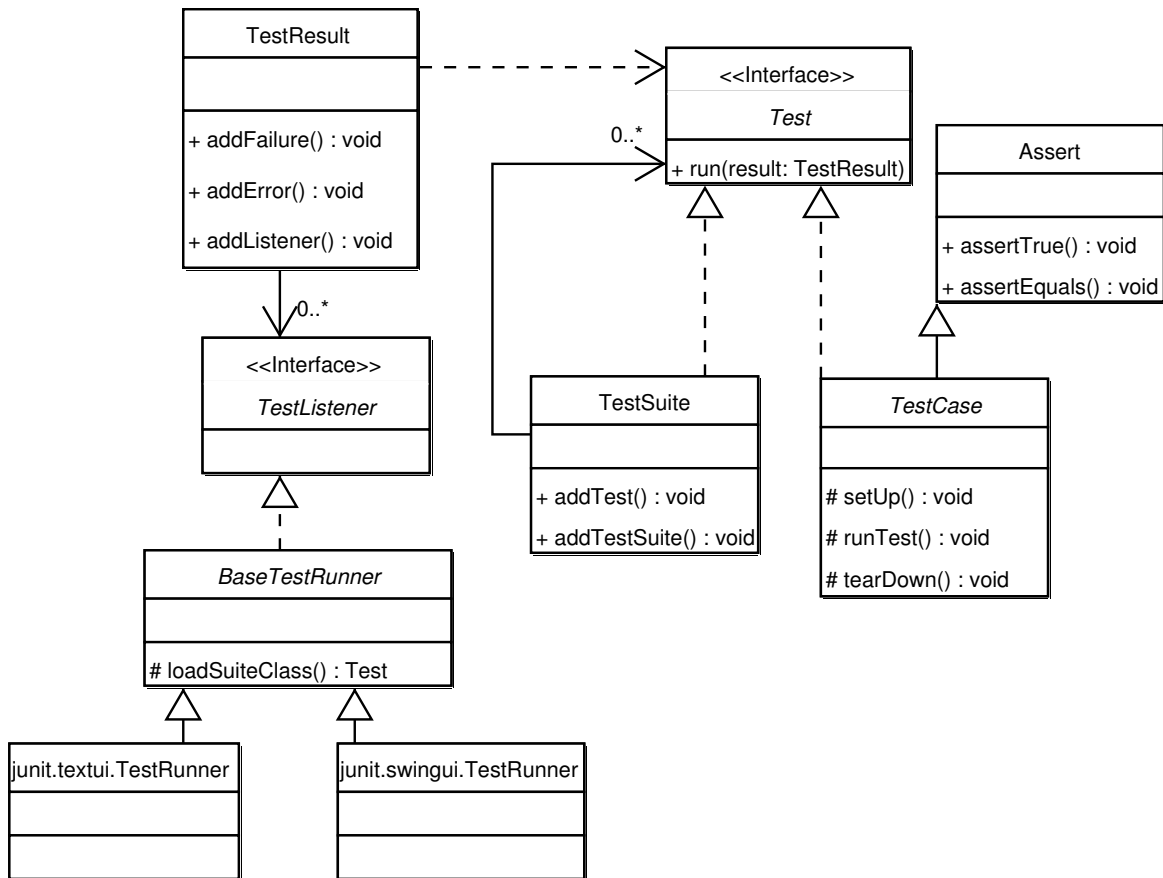 TestResult
+ addFailure() : void
+ addError() : void
+ addListener() : void
<<Interface>>
Test
+ run(result: TestResult)
0..*
Assert
+ assertTrue() : void
+ assertEquals() : void
0..*
<<Interface>>
TestListener
TestSuite
+ addTest() : void
+ addTestSuite() : void
TestCase
# setUp() : void
# runTest() : void
# tearDown() : void
BaseTestRunner
# loadSuiteClass() : Test
junit.textui.TestRunner
junit.swingui.TestRunner